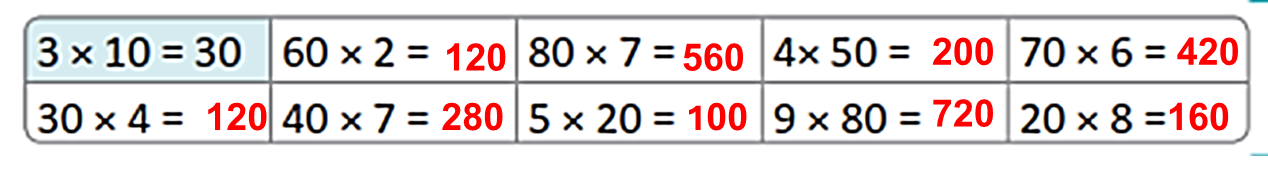 3 × 10 = 30 60 × 2 = 120 80 × 7 = 560 4× 50 = 200 70 × 6 = 420
30 × 4 = 120 40 × 7 = 280 5 × 20 = 100 9 × 80 = 720 20 × 8 =160